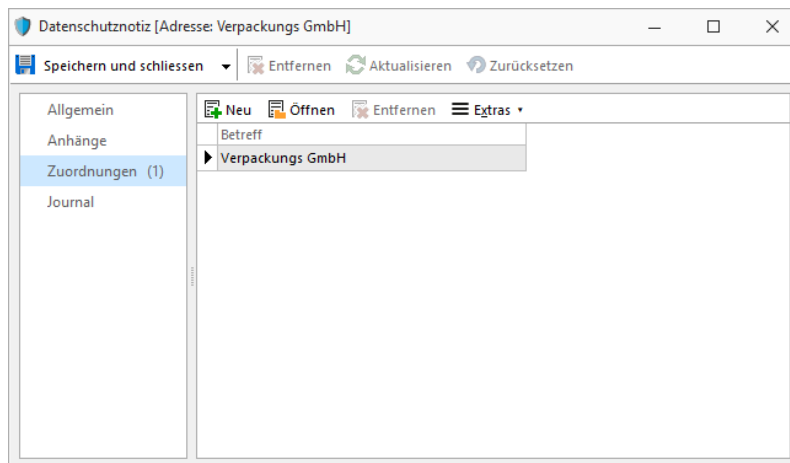 Datenschutznotiz [Adresse: Verpackungs GmbH]
Speichern und schliessen Entfernen Aktualisieren Zurücksetzen
Allgemein
Anhänge
Zuordnungen (1)
Journal
Neu Öffnen Entfernen Extras
Betreff
Verpackungs GmbH